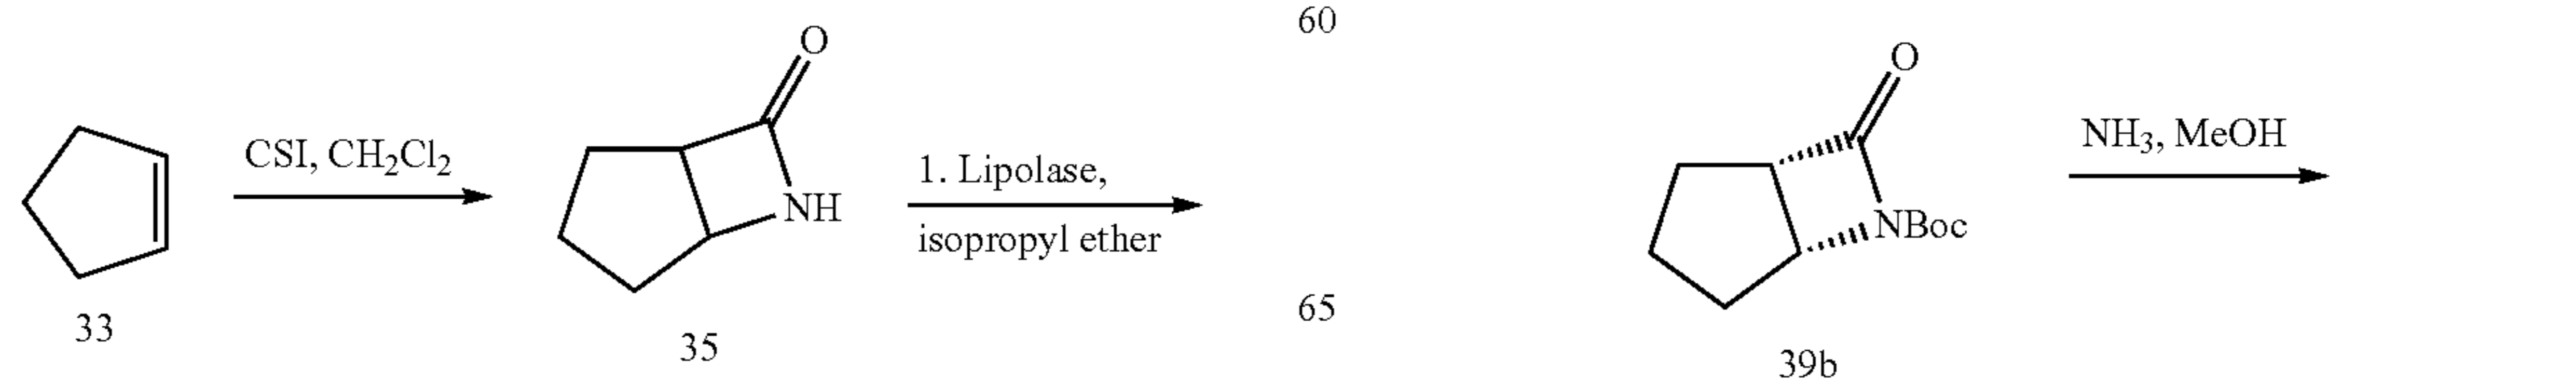 CSI, CH₂Cl₂
O
NH
33
35
1. Lipolase,
isopropyl ether
60
65
O
NBoc
39b
NH₃, MeOH